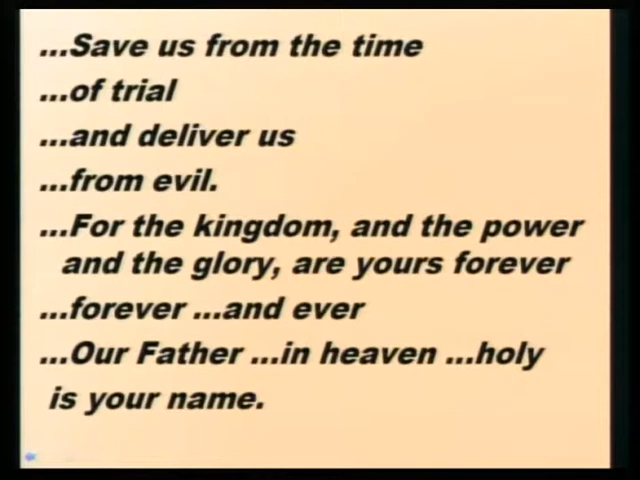 ...Save us from the time
...of trial
...and deliver us
...from evil.
...For the kingdom, and the power
and the glory, are yours forever
...forever ...and ever
...Our Father ...in heaven ...holy
is your name.